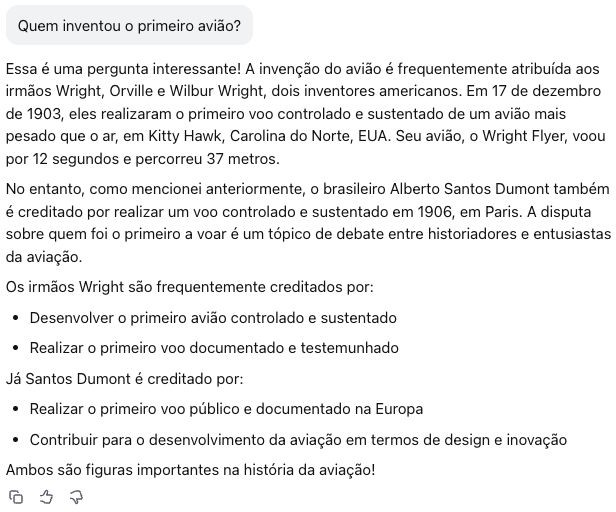 Quem inventou o primeiro avião?
Essa é uma pergunta interessante! A invenção do avião é frequentemente atribuída aos
irmãos Wright, Orville e Wilbur Wright, dois inventores americanos. Em 17 de dezembro
de 1903, eles realizaram o primeiro voo controlado e sustentado de um avião mais
pesado que o ar, em Kitty Hawk, Carolina do Norte, EUA. Seu avião, o Wright Flyer, voou
por 12 segundos e percorreu 37 metros.
No entanto, como mencionei anteriormente, o brasileiro Alberto Santos Dumont também
é creditado por realizar um voo controlado e sustentado em 1906, em Paris. A disputa
sobre quem foi o primeiro a voar é um tópico de debate entre historiadores e entusiastas
da aviação.
Os irmãos Wright são frequentemente creditados por:
• Desenvolver o primeiro avião controlado e sustentado
• Realizar o primeiro voo documentado e testemunhado
Já Santos Dumont é creditado por:
• Realizar o primeiro voo público e documentado na Europa
• Contribuir para o desenvolvimento da aviação em termos de design e inovação
Ambos são figuras importantes na história da aviação!